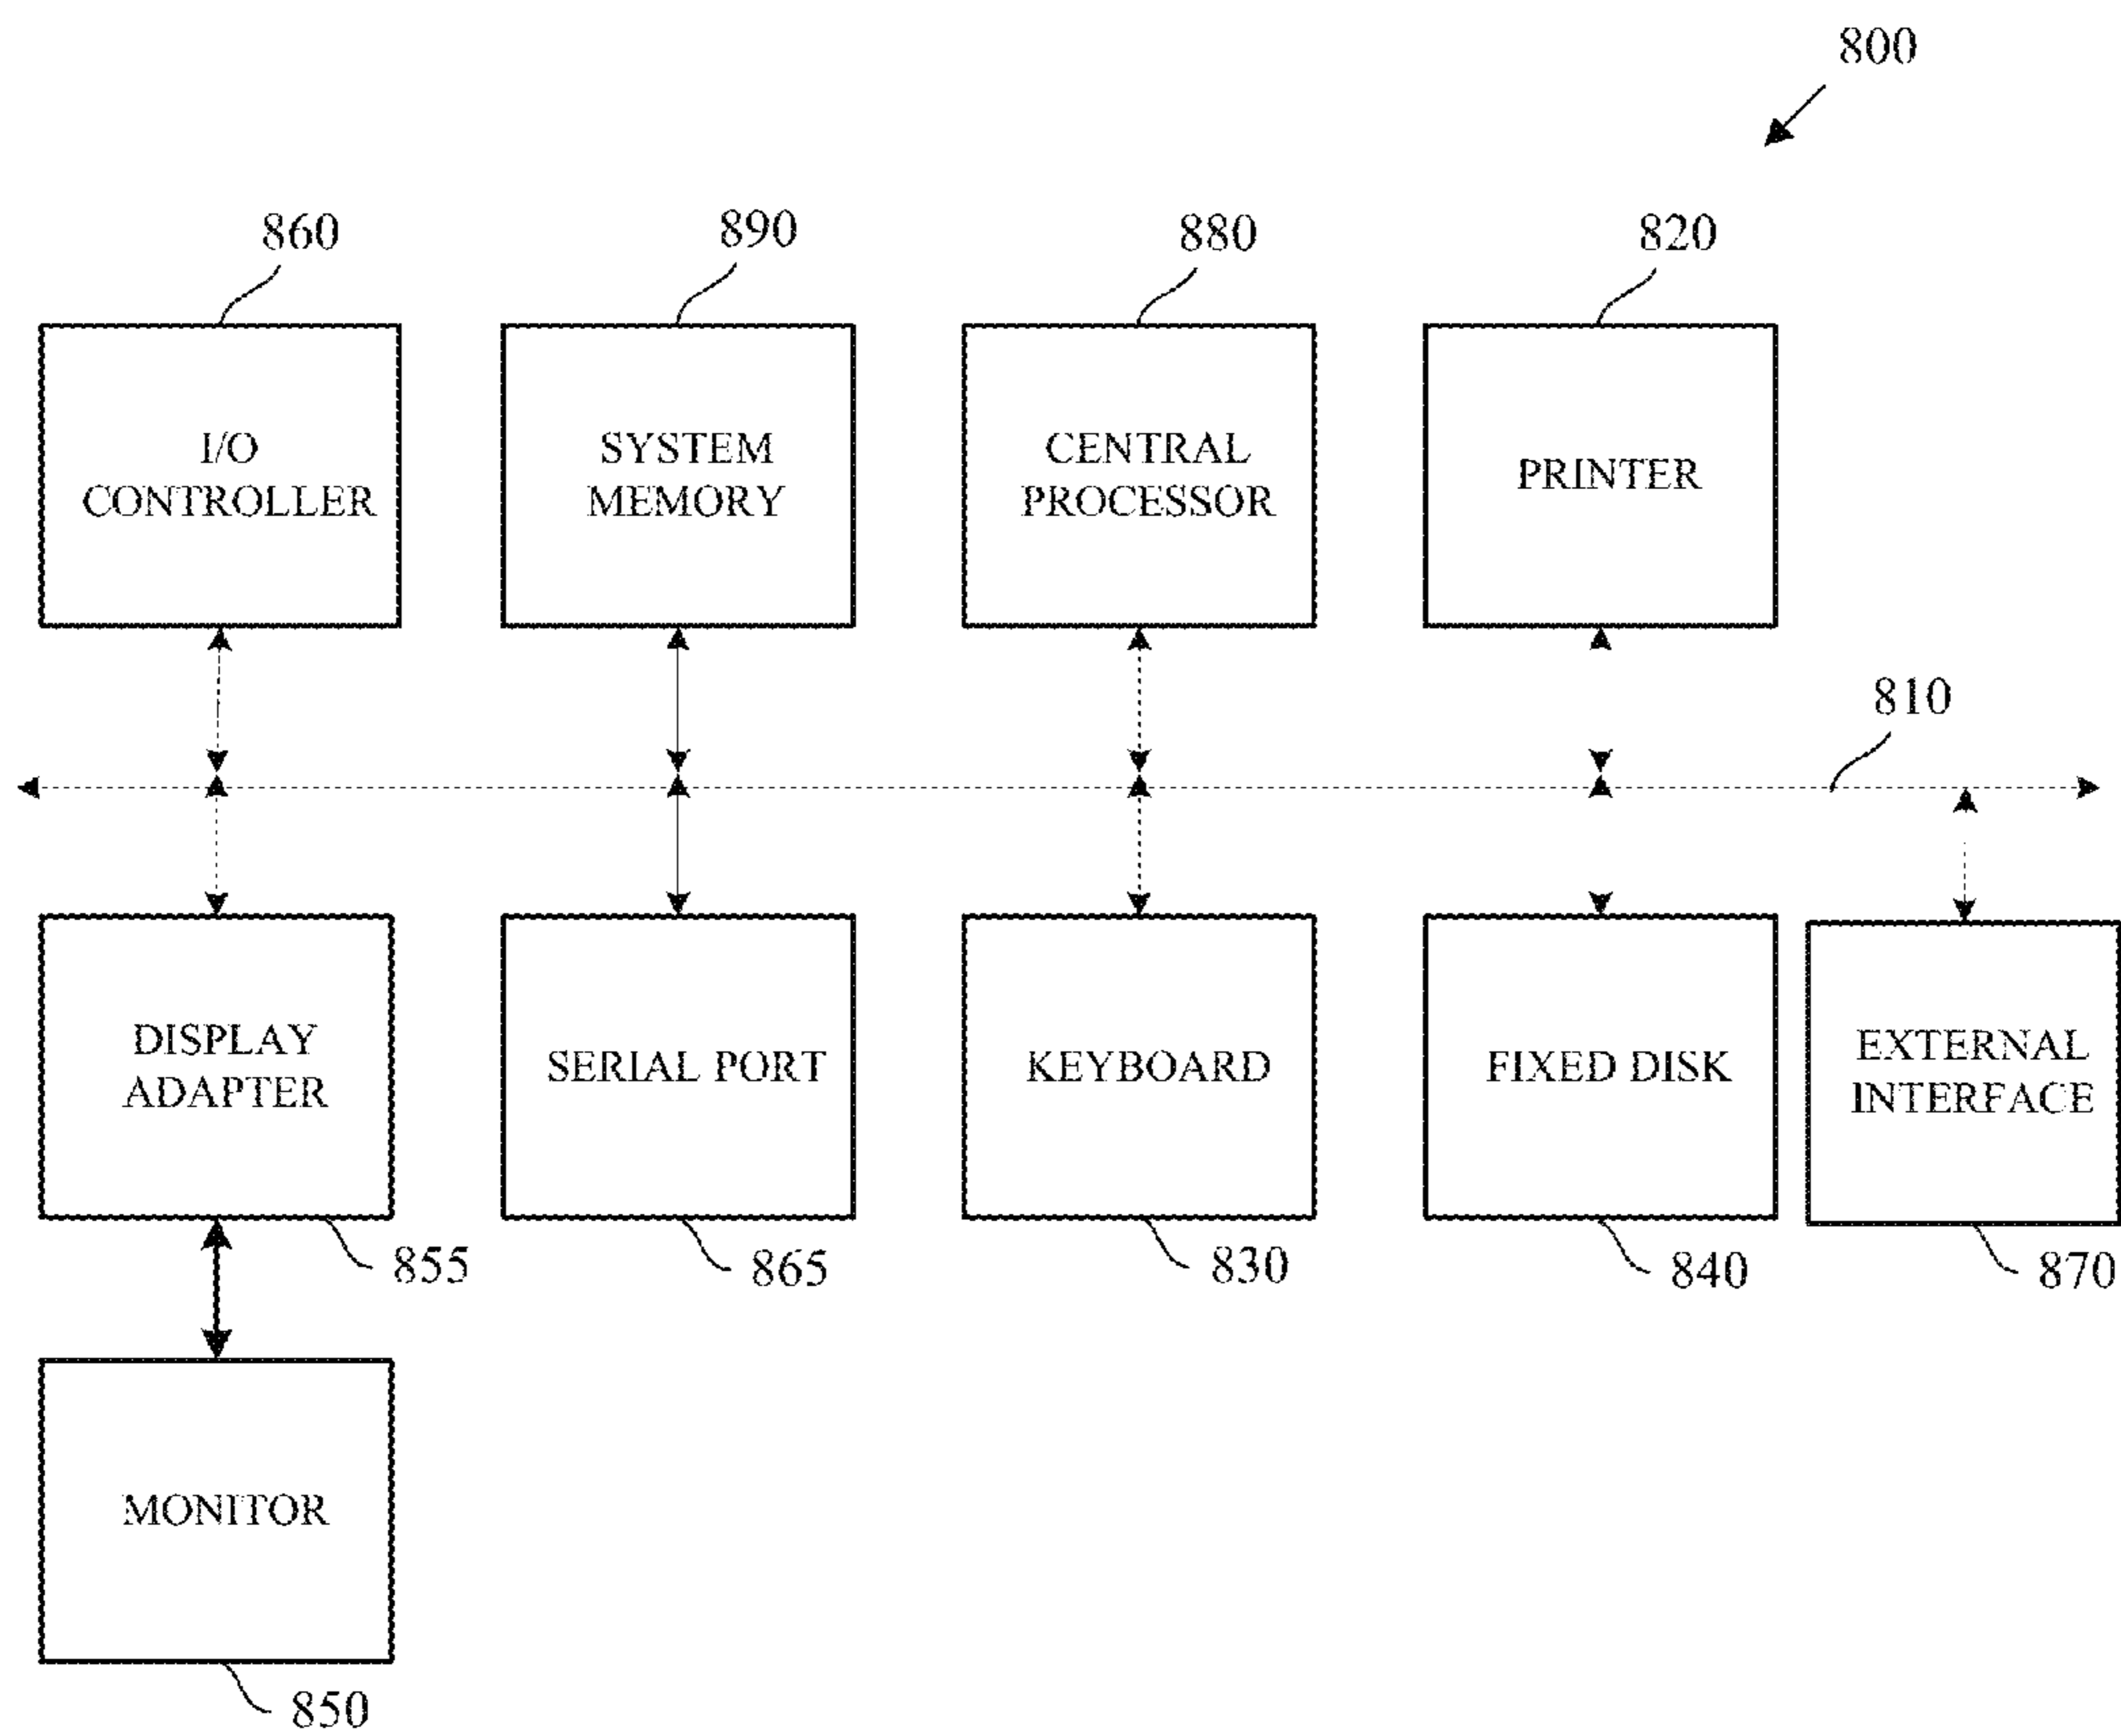 800
860
890
880
820
I/O
CONTROLLER
SYSTEM
MEMORY
CENTRAL
PROCESSOR
PRINTER
810
DISPLAY
ADAPTER
SERIAL PORT
KEYBOARD
FIXED DISK
EXTERNAL
INTERFACE
855
865
830
840
870
MONITOR
850